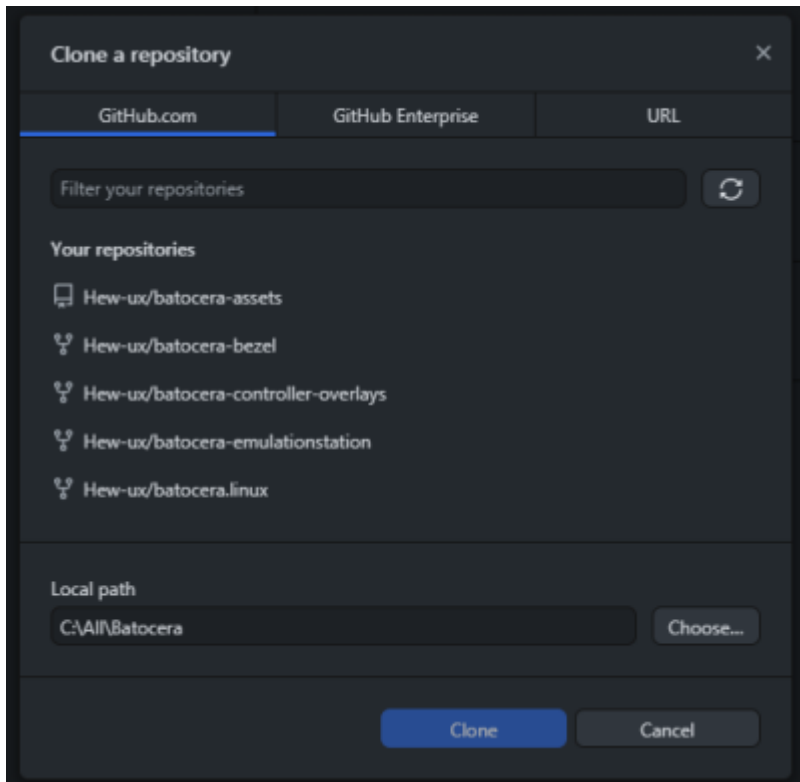 Clone a repository
GitHub.com GitHub Enterprise URL
Filter your repositories
Your repositories
Hew-ux/batocera-assets
Hew-ux/batocera-bezel
Hew-ux/batocera-controller-overlays
Hew-ux/batocera-emulationstation
Hew-ux/batocera.linux
Local path
C:\All\Batocera Choose...
Clone Cancel